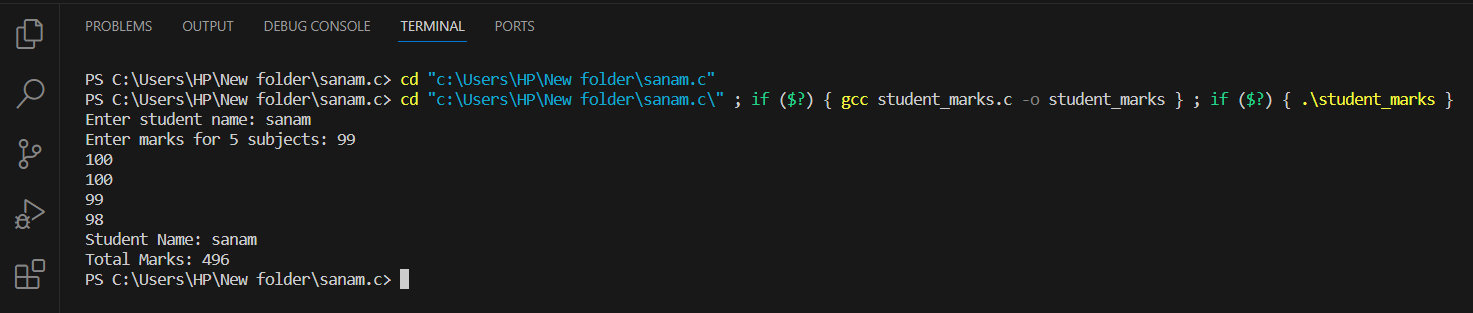 PROBLEMS OUTPUT DEBUG CONSOLE TERMINAL PORTS
PS C:\Users\HP\New folder\sanam.c> cd "c:\Users\HP\New folder\sanam.c"
PS C:\Users\HP\New folder\sanam.c> cd "c:\Users\HP\New folder\sanam.c\" ; if ($?) { gcc student_marks.c -o student_marks } ; if ($?) { .\student_marks }
Enter student name: sanam
Enter marks for 5 subjects: 99
100
100
99
98
Student Name: sanam
Total Marks: 496
PS C:\Users\HP\New folder\sanam.c>